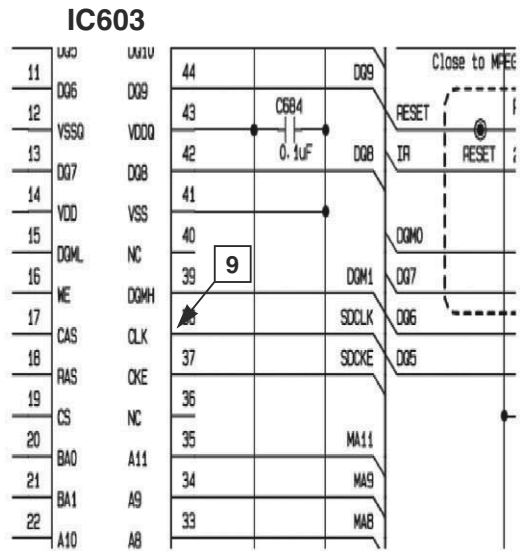 IC603
DQ5 DQ10
11 44 DQ9 Close to MPEG
DQ6 DQ9
12 43 C684 RESET
VSSQ VDDQ
13 42 0.1uF DQ8 IR RESET
DQ7 DQ8
14 41
VDD VSS
15 40 DQM0
DQML NC
16 39 9 DQM1 DQ7
WE DQMH
17 SDCLK DQ6
CAS CLK
18 37 SDCKE DQ5
RAS CKE
19 36
CS NC
20 35 MA11
BA0 A11
21 34 MA9
BA1 A9
22 33 MA8
A10 A8